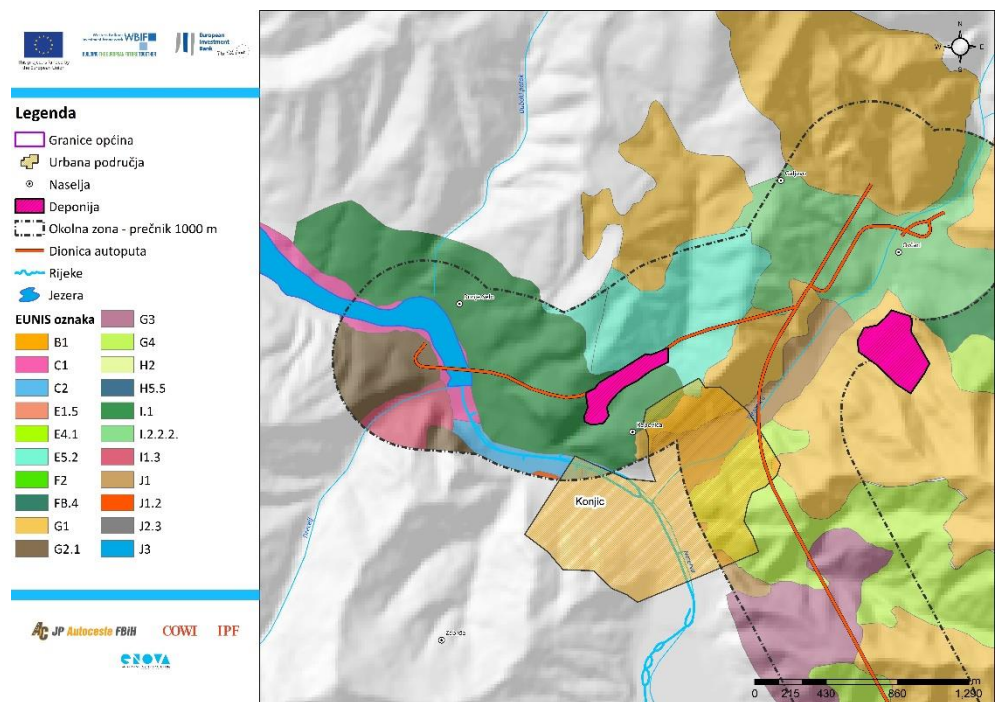 WBIF
European
Investment
Bank
Legenda
Granice općina
Urbana područja
Naselja
Deponija
Okolna zona - prečnik 1000 m
Dionica autoputa
Rijeke
Jezera
EUNIS oznaka
B1
C1
C2
E1.5
E4.1
E5.2
F2
FB.4
G1
G2.1
G3
G4
H2
H5.5
I.1
I.2.2.2.
I1.3
J1
J1.2
J2.3
J3
JP Autoceste FBiH
COWI
IPF
ENOVA
N
W
E
S
Konjic
m
0
215
430
860
1,290